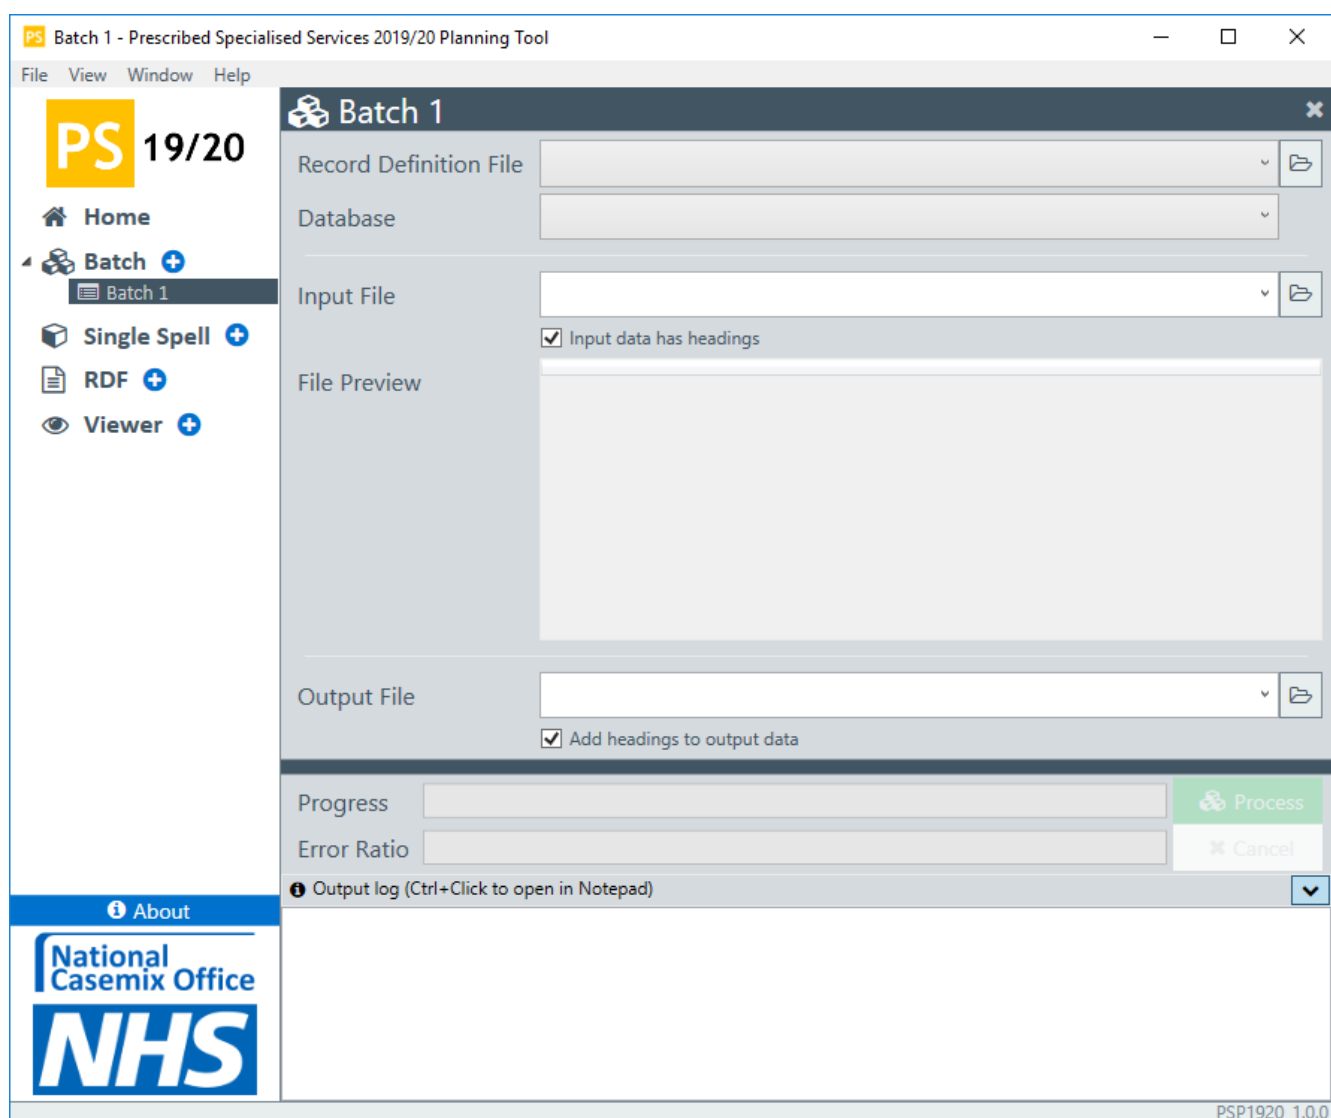 PS Batch 1 - Prescribed Specialised Services 2019/20 Planning Tool
File View Window Help
PS 19/20
Home
Batch
Batch 1
Single Spell
RDF
Viewer
About
National
Casemix Office
NHS
Batch 1
Record Definition File
Database
Input File
Input data has headings
File Preview
Output File
Add headings to output data
Progress
Process
Error Ratio
Cancel
Output log (Ctrl+Click to open in Notepad)
PSP1920 1.0.0